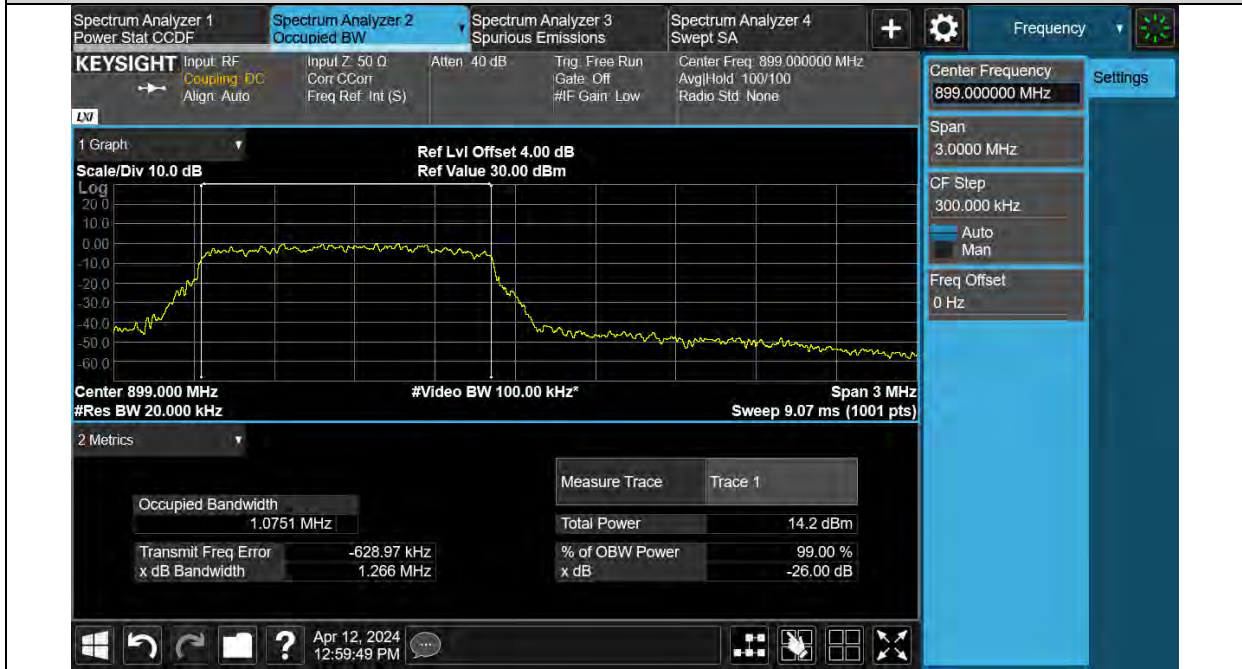 Spectrum Analyzer 1
Power Stat CCDF
Spectrum Analyzer 2
Occupied BW
Spectrum Analyzer 3
Spurious Emissions
Spectrum Analyzer 4
Swept SA
+
Frequency
KEYSIGHT
Input: RF
Coupling: DC
Align: Auto
Input Z: 50 Ω
Corr CCorr
Freq Ref: Int (S)
Atten: 40 dB
Trig: Free Run
Gate: Off
#IF Gain: Low
Center Freq: 899.000000 MHz
Avg|Hold: 100/100
Radio Std: None
LXI
Center Frequency
899.000000 MHz
Settings
Span
3.0000 MHz
CF Step
300.000 kHz
Auto
Man
Freq Offset
0 Hz
1 Graph
Scale/Div 10.0 dB
Ref Lvl Offset 4.00 dB
Ref Value 30.00 dBm
Log
20.0
10.0
0.00
-10.0
-20.0
-30.0
-40.0
-50.0
-60.0
Center 899.000 MHz
#Video BW 100.00 kHz*
Span 3 MHz
#Res BW 20.000 kHz
Sweep 9.07 ms (1001 pts)
2 Metrics
Measure Trace
Trace 1
Occupied Bandwidth
1.0751 MHz
Total Power
14.2 dBm
Transmit Freq Error
-628.97 kHz
% of OBW Power
99.00 %
x dB Bandwidth
1.266 MHz
x dB
-26.00 dB
?
Apr 12, 2024
12:59:49 PM